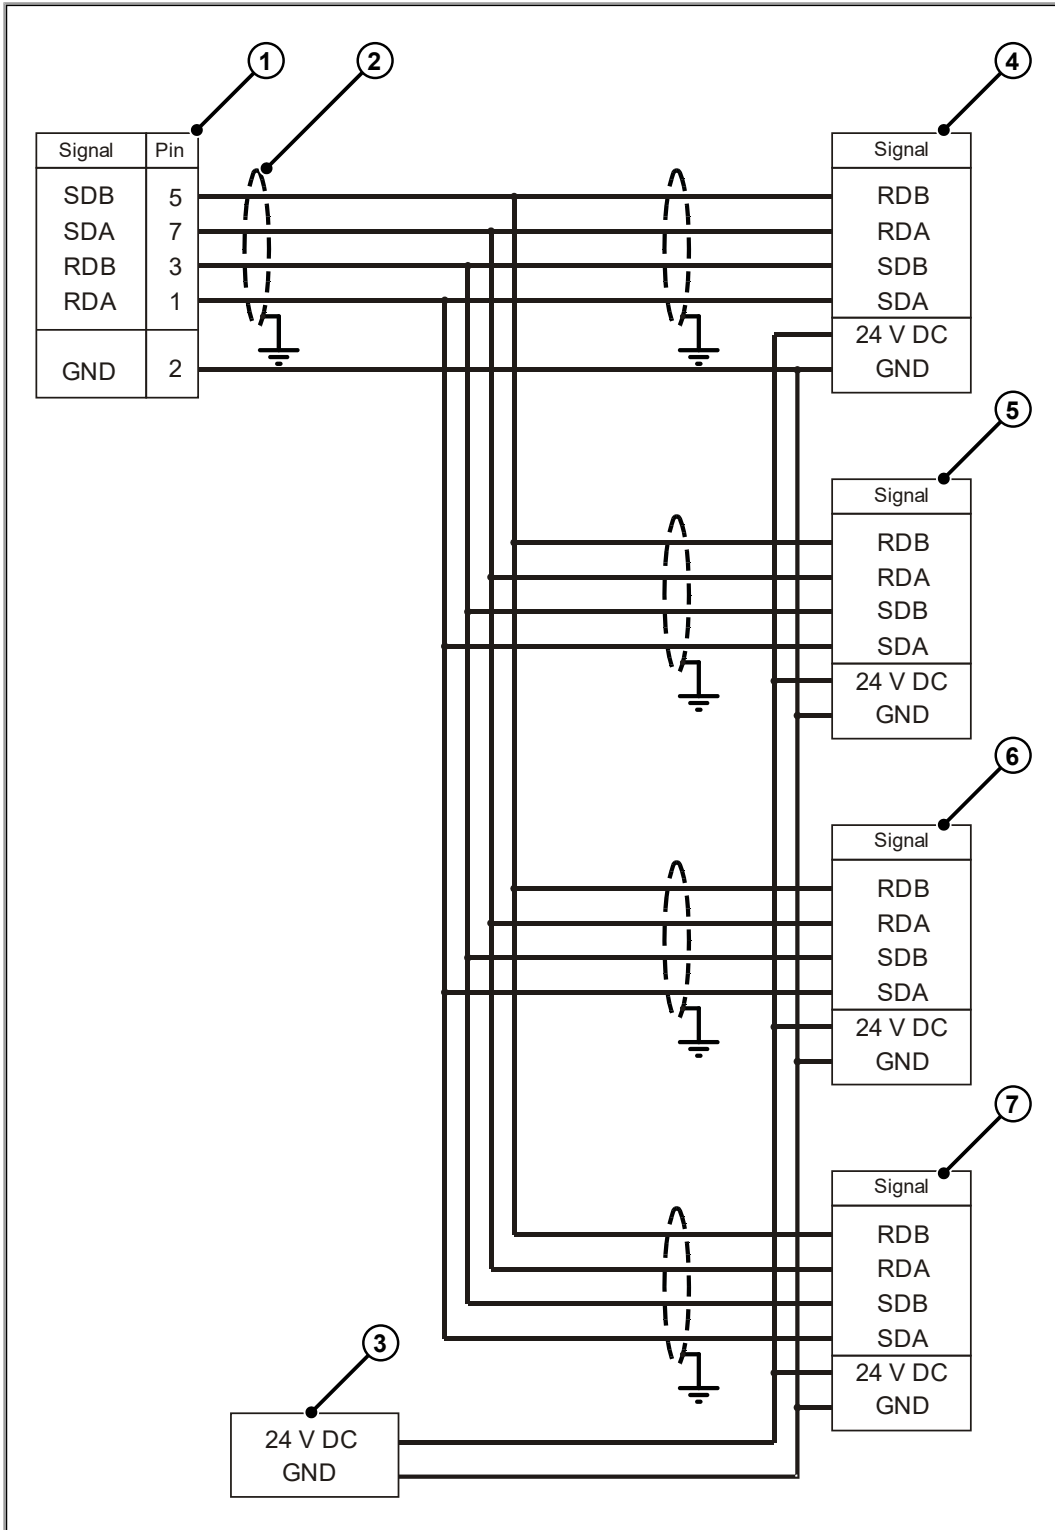 1
2
4
Signal Pin
SDB 5
SDA 7
RDB 3
RDA 1
GND 2
Signal
RDB
RDA
SDB
SDA
24 V DC
GND
5
Signal
RDB
RDA
SDB
SDA
24 V DC
GND
6
Signal
RDB
RDA
SDB
SDA
24 V DC
GND
7
Signal
RDB
RDA
SDB
SDA
24 V DC
GND
3
24 V DC
GND